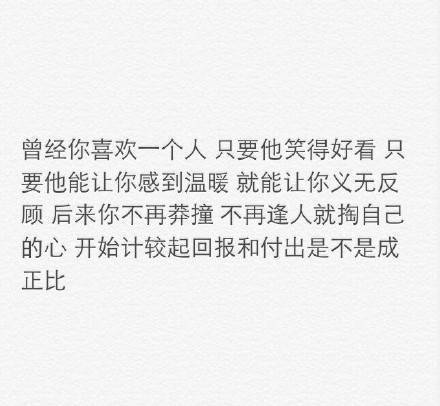 曾经你喜欢一个人 只要他笑得好看 只
要他能让你感到温暖 就能让你义无反
顾 后来你不再莽撞 不再逢人就掏自己
的心 开始计较起回报和付出是不是成
正比